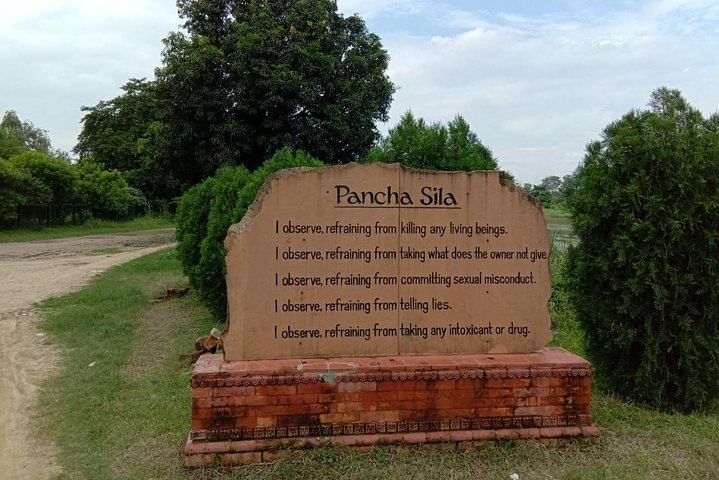 Pancha Sila
I observe, refraining from killing any living beings.
I observe, refraining from taking what does the owner not give
I observe, refraining from committing sexual misconduct.
I observe, refraining from telling lies.
I observe, refraining from taking any intoxicant or drug.